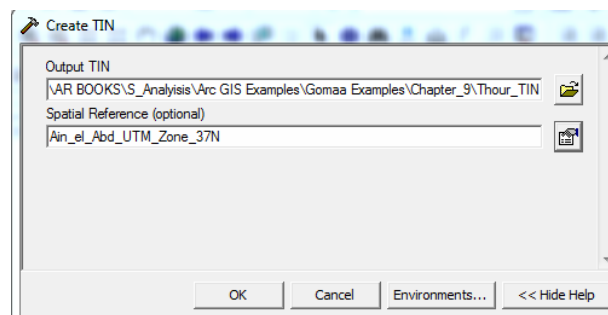 Create TIN
Output TIN
\AR BOOKS\S_Analyisis\Arc GIS Examples\Gomaa Examples\Chapter_9\Thour_TIN
Spatial Reference (optional)
Ain_el_Abd_UTM_Zone_37N
OK Cancel Environments... << Hide Help